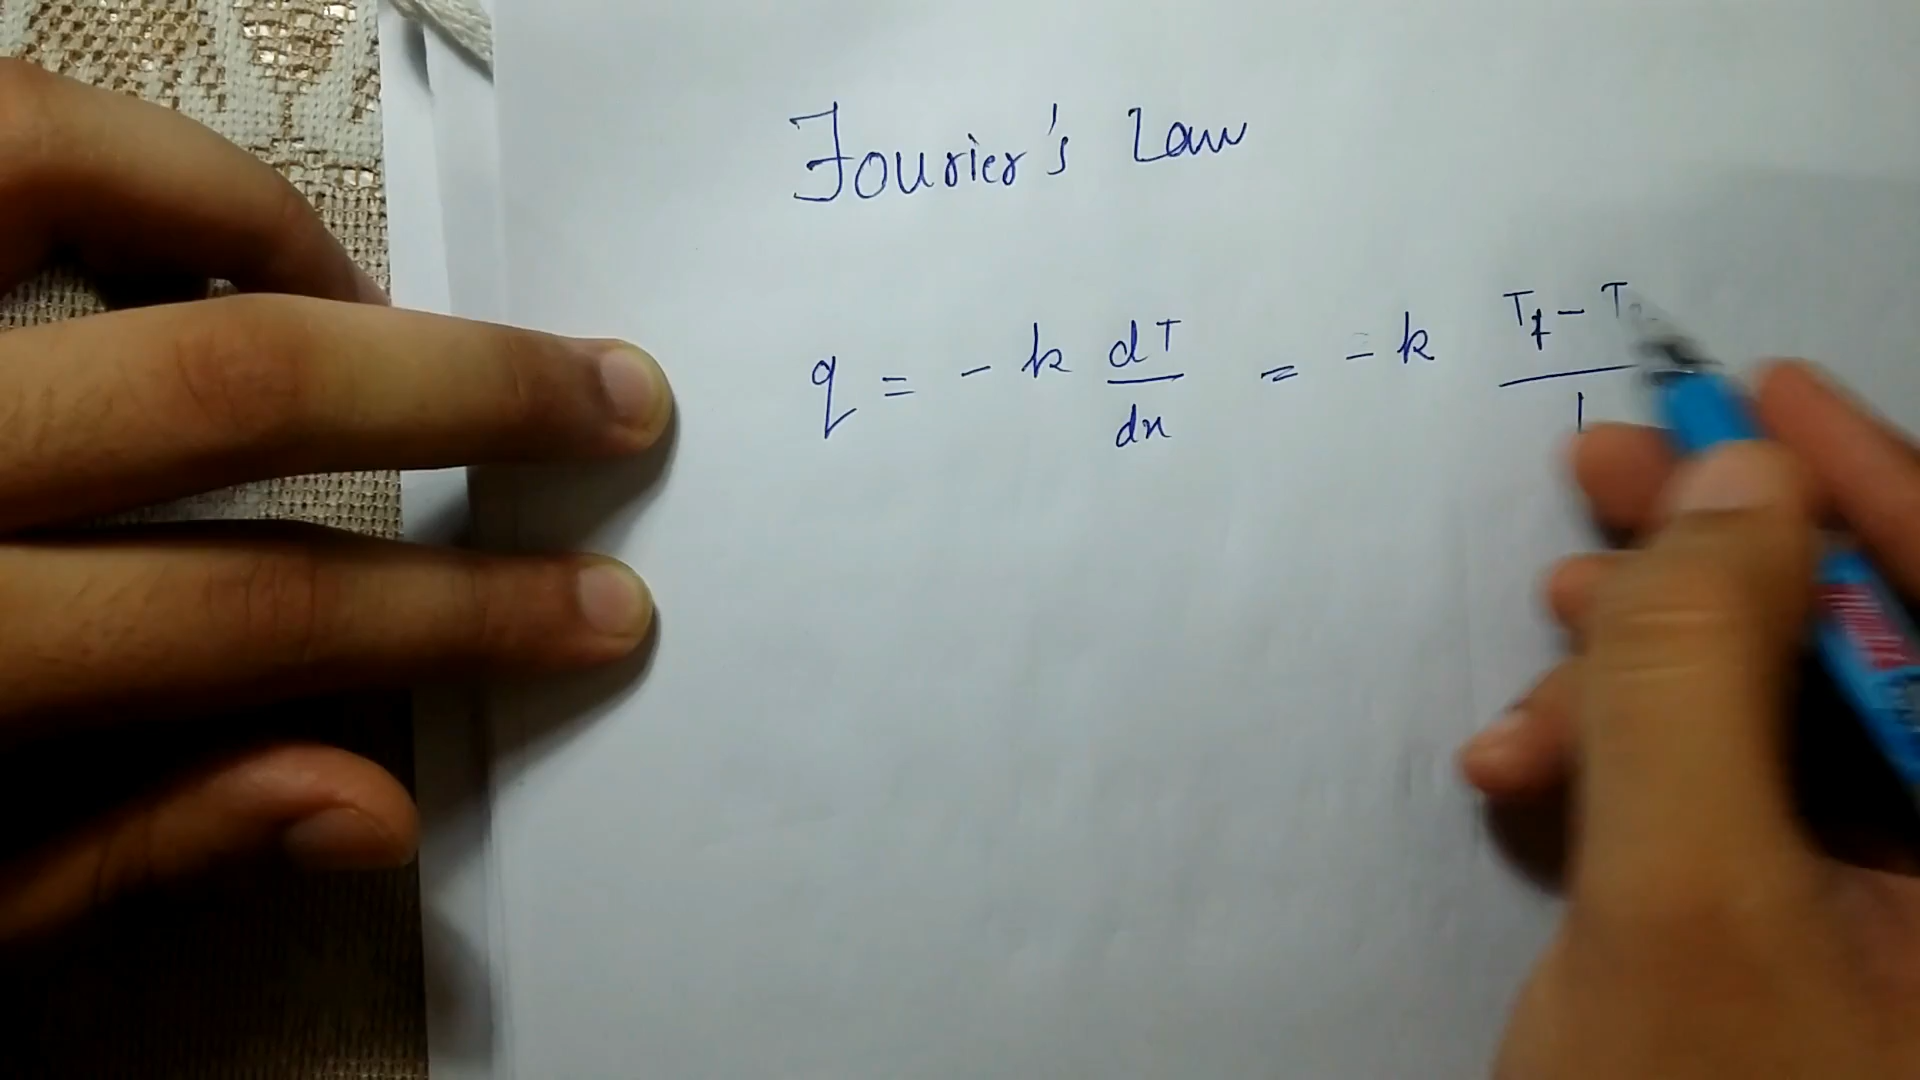 Fourier's Law
q = - k dT/dx = - k T1 - T